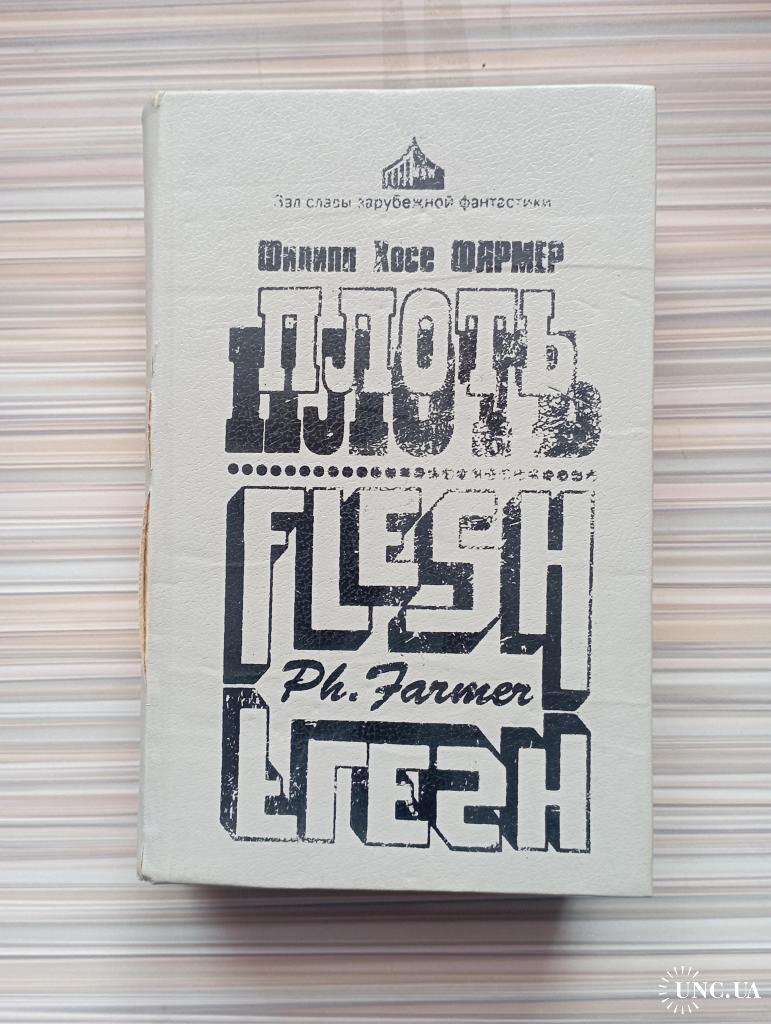 Зал славы зарубежной фантастики
Филипп Хосе ФАРМЕР
ПЛОТЬ
FLESH
Ph. Farmer
FLESH
UNC.UA